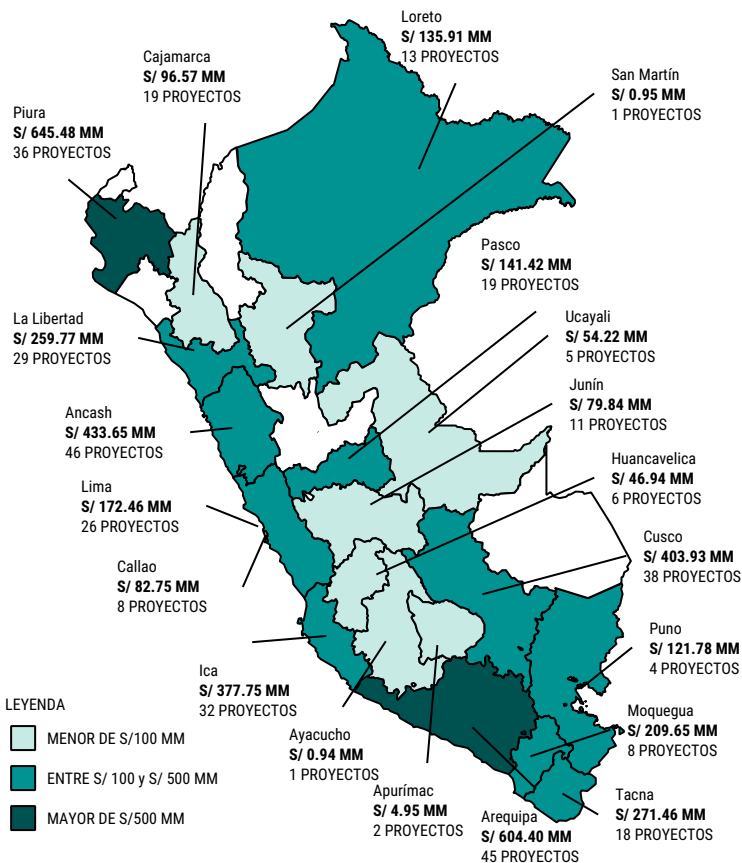 Loreto
S/ 135.91 MM
13 PROYECTOS
Cajamarca
S/ 96.57 MM
19 PROYECTOS
San Martín
S/ 0.95 MM
1 PROYECTOS
Piura
S/ 645.48 MM
36 PROYECTOS
Pasco
S/ 141.42 MM
19 PROYECTOS
Ucayali
S/ 54.22 MM
5 PROYECTOS
La Libertad
S/ 259.77 MM
29 PROYECTOS
Junín
S/ 79.84 MM
11 PROYECTOS
Ancash
S/ 433.65 MM
46 PROYECTOS
Huancavelica
S/ 46.94 MM
6 PROYECTOS
Lima
S/ 172.46 MM
26 PROYECTOS
Cusco
S/ 403.93 MM
38 PROYECTOS
Callao
S/ 82.75 MM
8 PROYECTOS
Puno
S/ 121.78 MM
4 PROYECTOS
Ica
S/ 377.75 MM
32 PROYECTOS
Moquegua
S/ 209.65 MM
8 PROYECTOS
LEYENDA
MENOR DE S/100 MM
ENTRE S/ 100 y S/ 500 MM
MAYOR DE S/500 MM
Ayacucho
S/ 0.94 MM
1 PROYECTOS
Apurímac
S/ 4.95 MM
2 PROYECTOS
Arequipa
S/ 604.40 MM
45 PROYECTOS
Tacna
S/ 271.46 MM
18 PROYECTOS